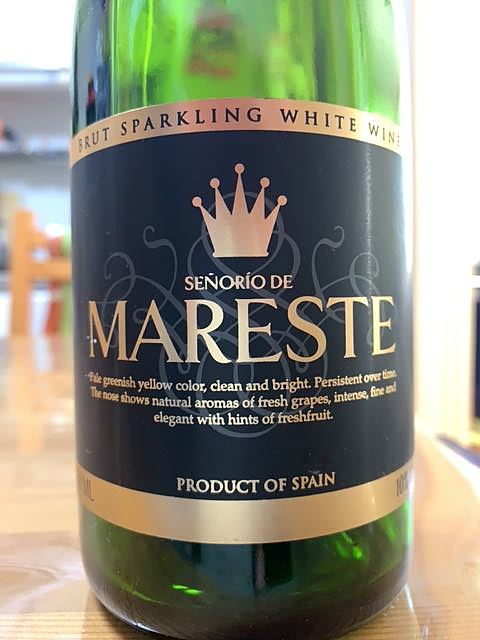 BRUT SPARKLING WHITE WINE
SEÑORÍO DE
MARESTE
Pale greenish yellow color, clean and bright. Persistent over time.
The nose shows natural aromas of fresh grapes, intense, fine and
elegant with hints of freshfruit.
PRODUCT OF SPAIN
ML